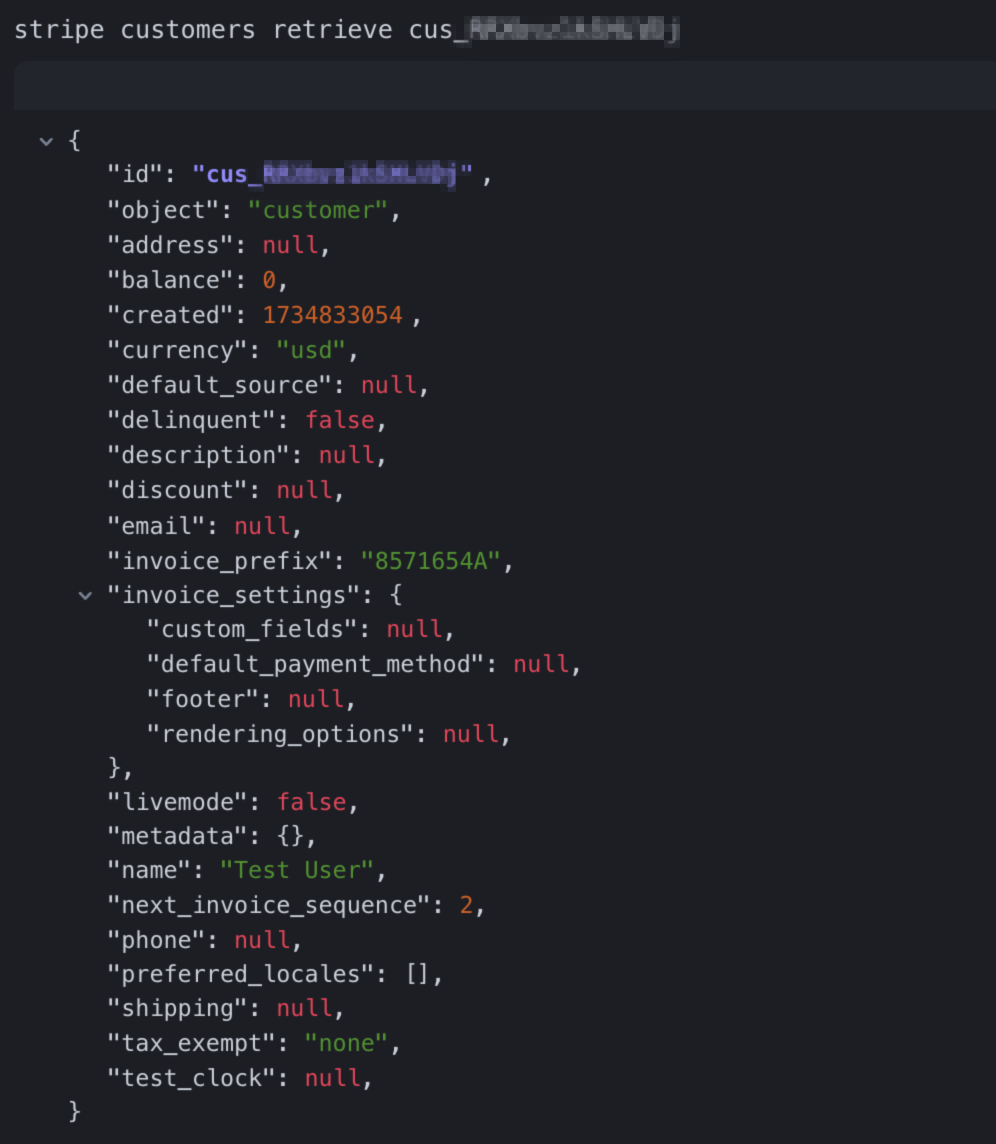 stripe customers retrieve cus_
{
"id": "cus_",
"object": "customer",
"address": null,
"balance": 0,
"created": 1734833054,
"currency": "usd",
"default_source": null,
"delinquent": false,
"description": null,
"discount": null,
"email": null,
"invoice_prefix": "8571654A",
"invoice_settings": {
"custom_fields": null,
"default_payment_method": null,
"footer": null,
"rendering_options": null,
},
"livemode": false,
"metadata": {},
"name": "Test User",
"next_invoice_sequence": 2,
"phone": null,
"preferred_locales": [],
"shipping": null,
"tax_exempt": "none",
"test_clock": null,
}